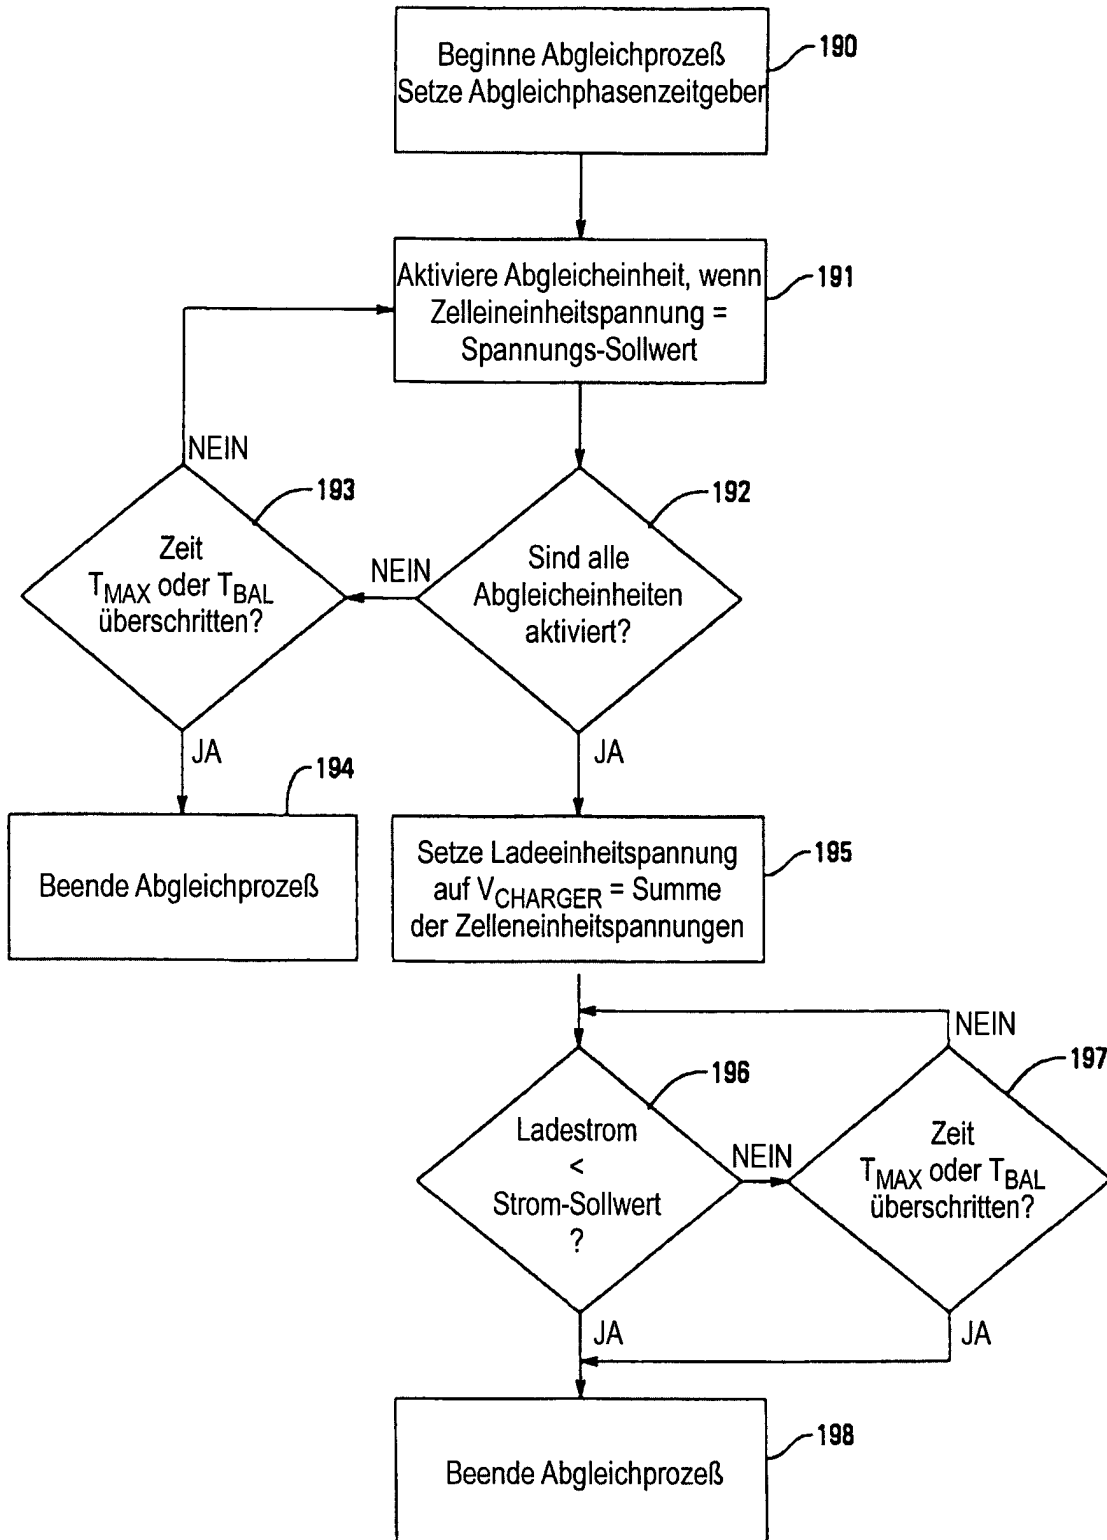 Beginne Abgleichprozeß
Setze Abgleichphasenzeitgeber
190
Aktiviere Abgleicheinheit, wenn
Zelleineinheitspannung =
Spannungs-Sollwert
191
NEIN
193
Zeit
TMAX oder TBAL
überschritten?
NEIN
192
Sind alle
Abgleicheinheiten
aktiviert?
JA
194
Beende Abgleichprozeß
JA
Setze Ladeeinheitspannung
auf VCHARGER = Summe
der Zelleneinheitspannungen
195
NEIN
196
Ladestrom
<
Strom-Sollwert
?
NEIN
197
Zeit
TMAX oder TBAL
überschritten?
JA
JA
Beende Abgleichprozeß
198